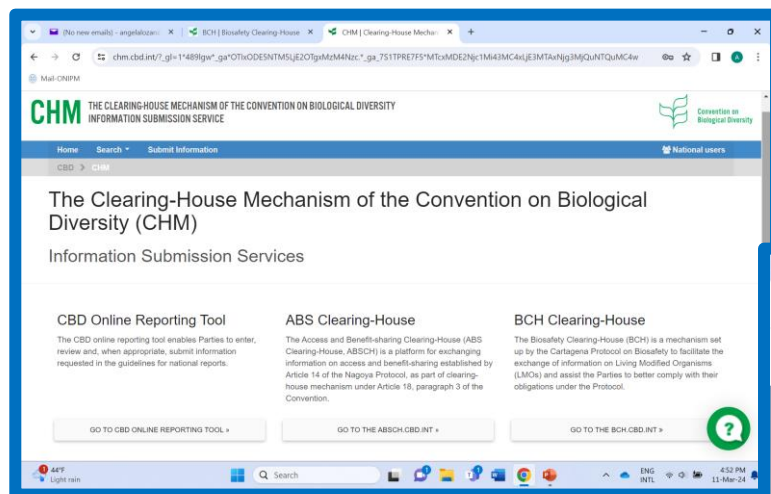 (No new emails) - angelalozan
BCH | Biosafety Clearing-House
CHM | Clearing-House Mechan
Mail-ONIPM
CHM
THE CLEARING-HOUSE MECHANISM OF THE CONVENTION ON BIOLOGICAL DIVERSITY
INFORMATION SUBMISSION SERVICE
Convention on
Biological Diversity
Home Search Submit Information National users
CBD > CHM
The Clearing-House Mechanism of the Convention on Biological
Diversity (CHM)
Information Submission Services
CBD Online Reporting Tool
The CBD online reporting tool enables Parties to enter,
review and, when appropriate, submit information
requested in the guidelines for national reports.
GO TO CBD ONLINE REPORTING TOOL »
ABS Clearing-House
The Access and Benefit-sharing Clearing-House (ABS
Clearing-House, ABSCH) is a platform for exchanging
information on access and benefit-sharing established by
Article 14 of the Nagoya Protocol, as part of clearing-
house mechanism under Article 18, paragraph 3 of the
Convention.
GO TO THE ABSCH.CBD.INT »
BCH Clearing-House
The Biosafety Clearing-House (BCH) is a mechanism set
up by the Cartagena Protocol on Biosafety to facilitate the
exchange of information on Living Modified Organisms
(LMOs) and assist the Parties to better comply with their
obligations under the Protocol.
GO TO THE BCH.CBD.INT »
?
44°F
Light rain
Search
ENG
INTL
4:52 PM
11-Mar-24